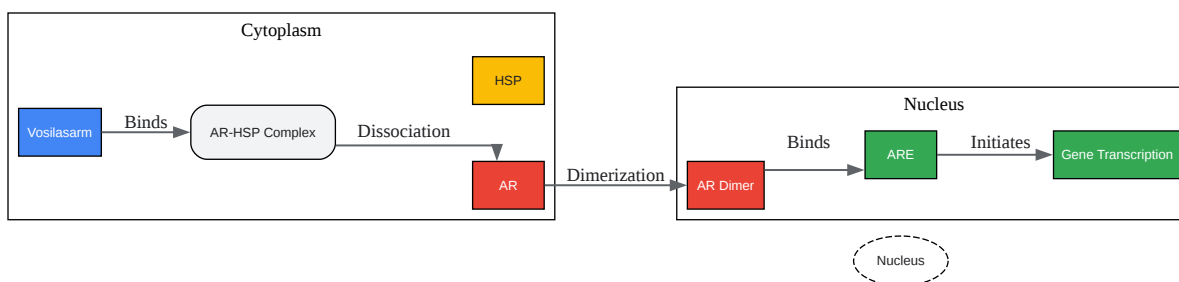 Cytoplasm
HSP
Vosilasarm
Binds
AR-HSP Complex
Dissociation
AR
Dimerization
Nucleus
AR Dimer
Binds
ARE
Initiates
Gene Transcription
Nucleus